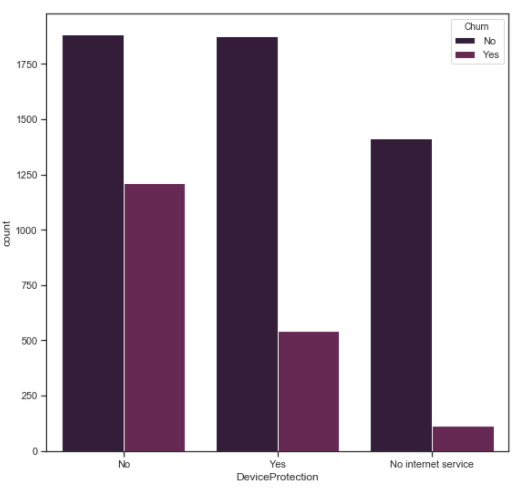 Churn
No
Yes
1750
1500
1250
1000
750
500
250
0
count
No
Yes
No internet service
DeviceProtection